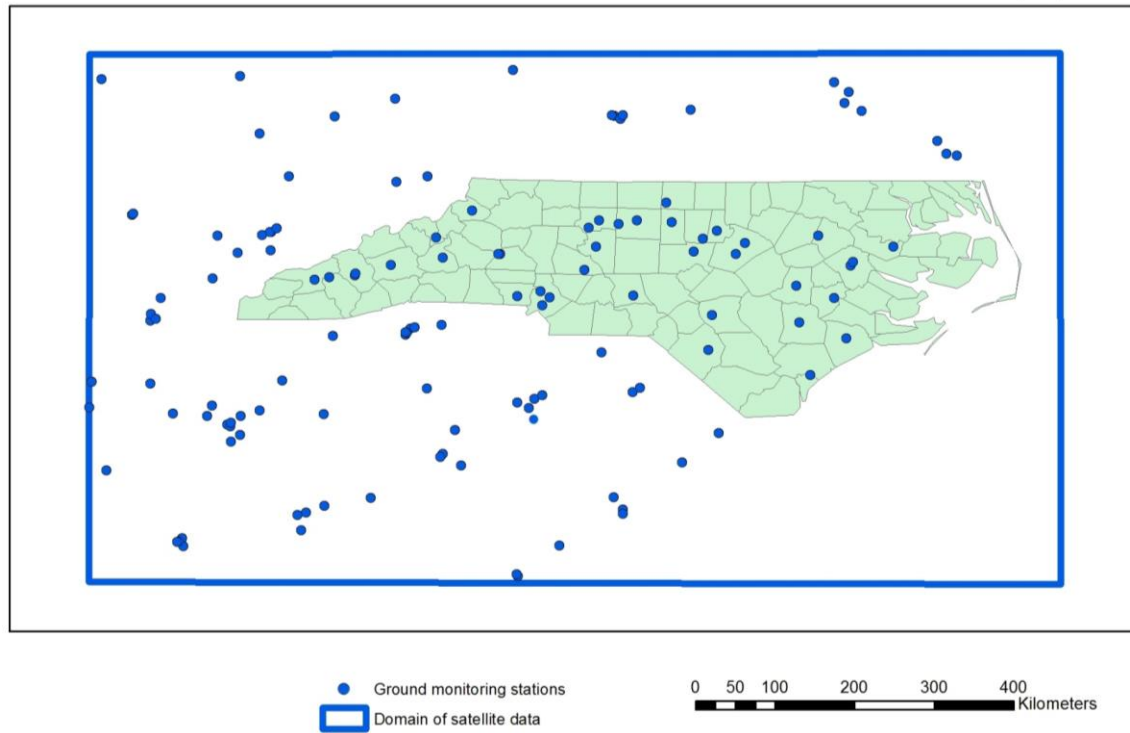 Ground monitoring stations
Domain of satellite data
0 50 100 200 300 400
Kilometers